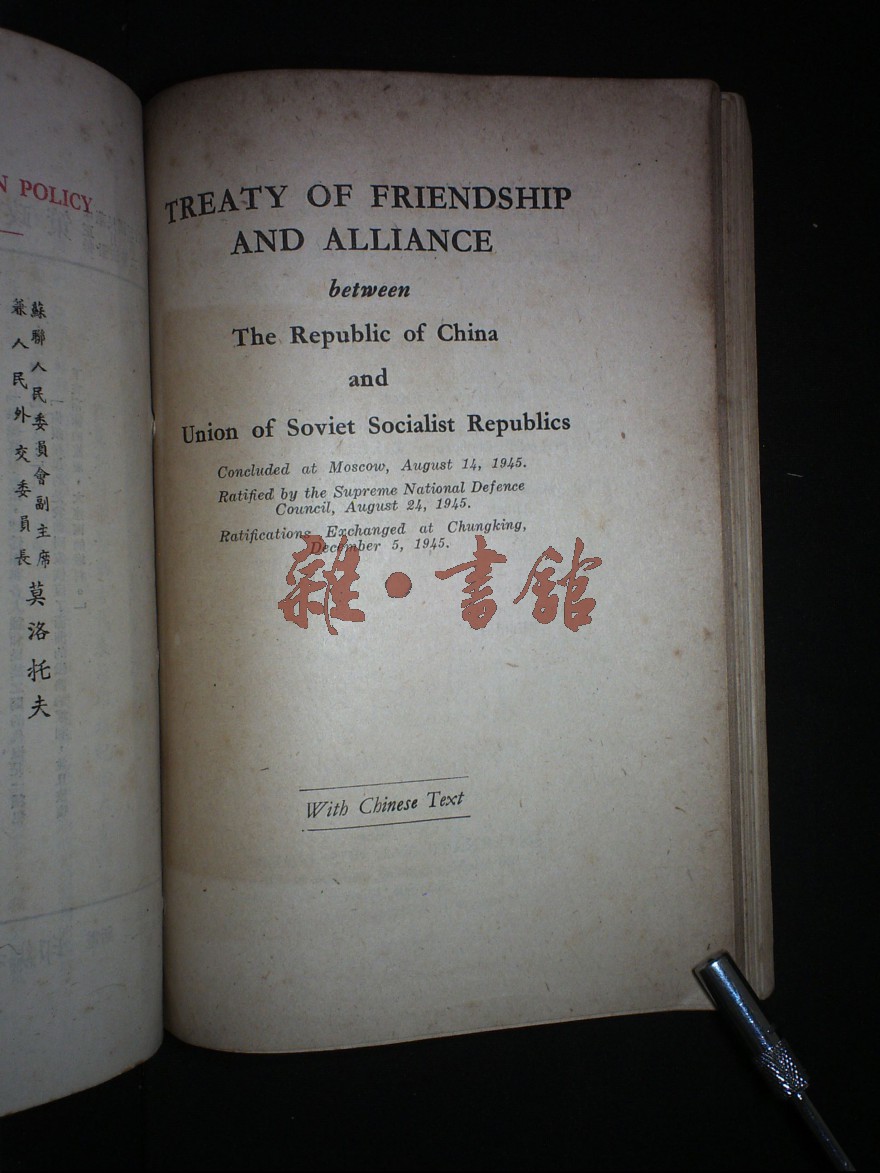 N POLICY
蘇聯人民委員會副主席
兼人民外交委員長
莫洛托夫
TREATY OF FRIENDSHIP
AND ALLIANCE
between
The Republic of China
and
Union of Soviet Socialist Republics
Concluded at Moscow, August 14, 1945.
Ratified by the Supreme National Defence
Council, August 24, 1945.
Ratifications Exchanged at Chungking,
December 5, 1945.
雜·書館
With Chinese Text